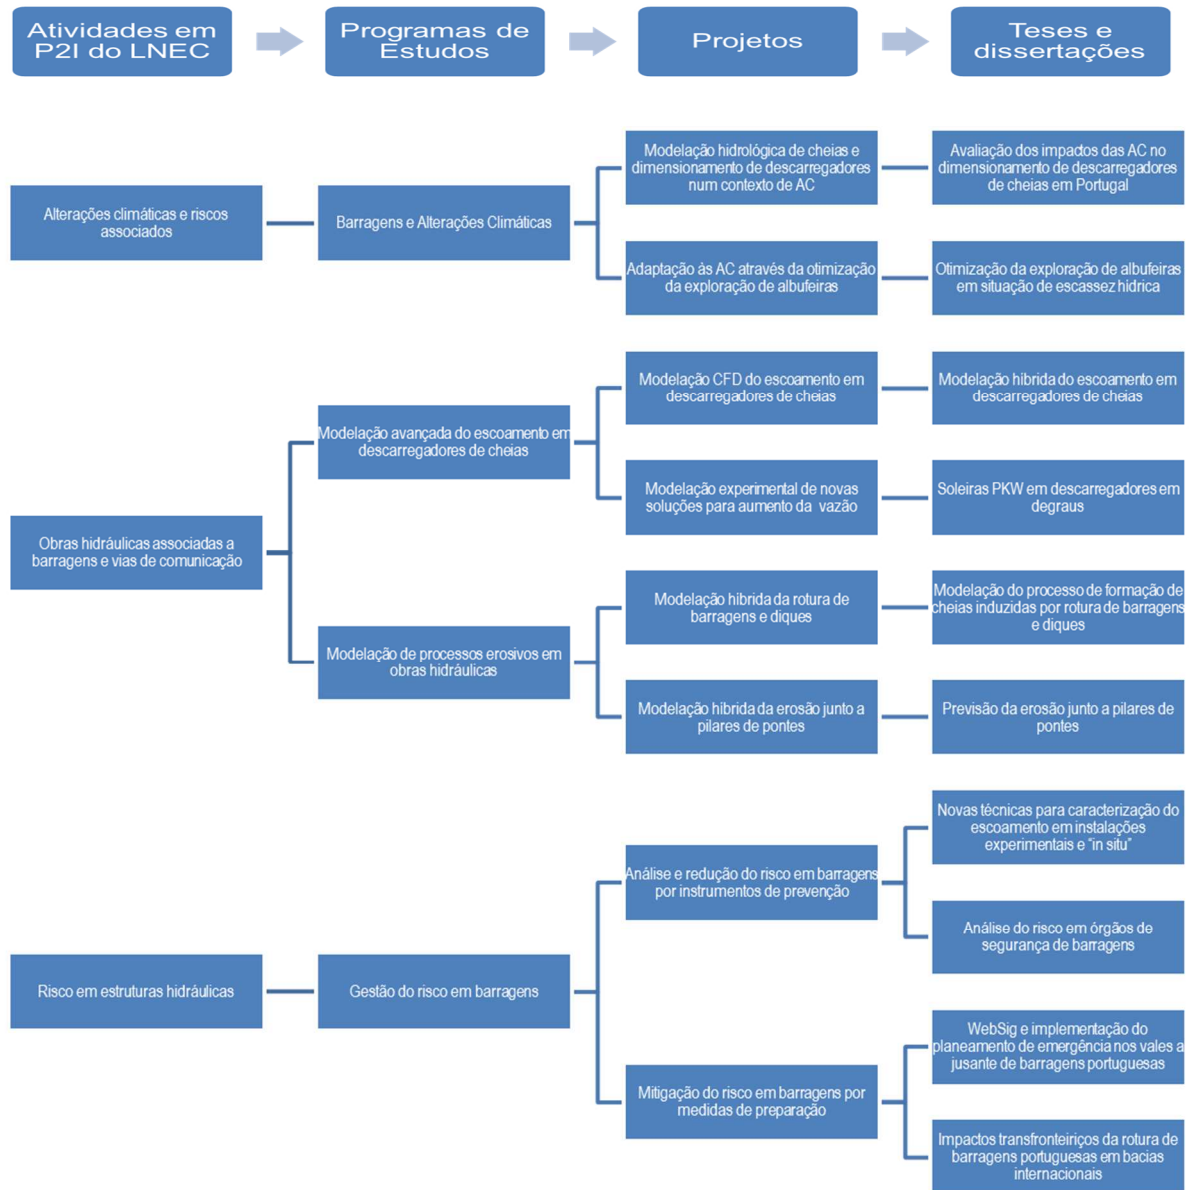 Atividades em
P2I do LNEC
Programas de
Estudos
Projetos
Teses e
dissertações
Alterações climáticas e riscos
associados
Barragens e Alterações Climáticas
Modelação hidrológica de cheias e
dimensionamento de descarregadores
num contexto de AC
Avaliação dos impactos das AC no
dimensionamento de descarregadores
de cheias em Portugal
Adaptação às AC através da otimização
da exploração de albufeiras
Otimização da exploração de albufeiras
em situação de escassez hídrica
Obras hidráulicas associadas a
barragens e vias de comunicação
Modelação avançada do escoamento em
descarregadores de cheias
Modelação CFD do escoamento em
descarregadores de cheias
Modelação híbrida do escoamento em
descarregadores de cheias
Modelação experimental de novas
soluções para aumento da vazão
Soleiras PKW em descarregadores em
degraus
Modelação de processos erosivos em
obras hidráulicas
Modelação híbrida da rotura de
barragens e diques
Modelação do processo de formação de
cheias induzidas por rotura de barragens
e diques
Modelação híbrida da erosão junto a
pilares de pontes
Previsão da erosão junto a pilares de
pontes
Risco em estruturas hidráulicas
Gestão do risco em barragens
Análise e redução do risco em barragens
por instrumentos de prevenção
Novas técnicas para caracterização do
escoamento em instalações
experimentais e "in situ"
Análise do risco em órgãos de
segurança de barragens
Mitigação do risco em barragens por
medidas de preparação
WebSig e implementação do
planeamento de emergência nos vales a
jusante de barragens portuguesas
Impactos transfronteiriços da rotura de
barragens portuguesas em bacias
internacionais